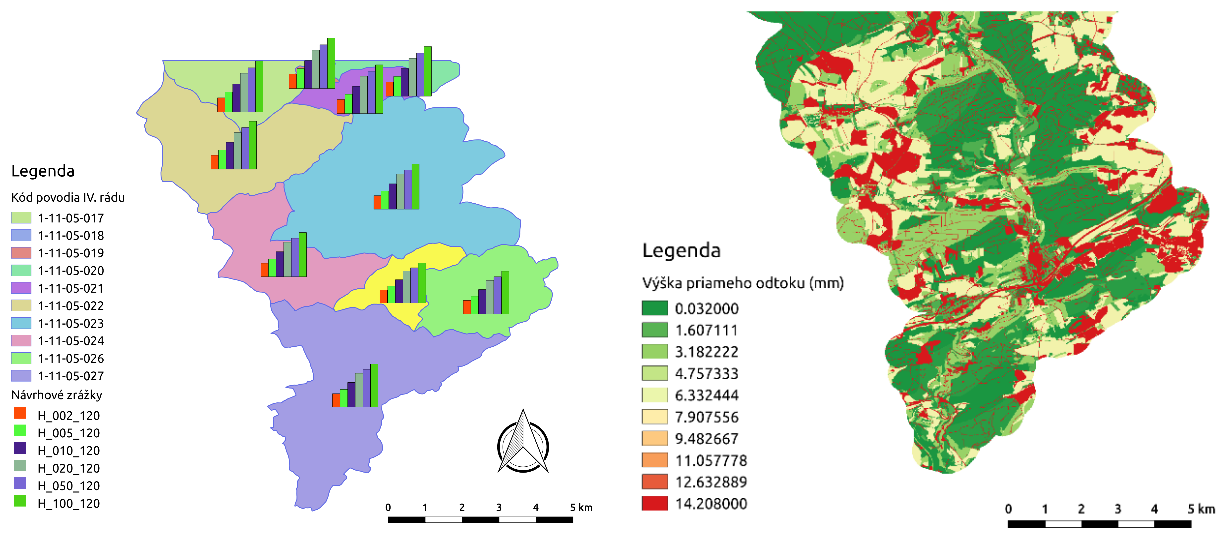 Legenda
Kód povodia IV. rádu
1-11-05-017
1-11-05-018
1-11-05-019
1-11-05-020
1-11-05-021
1-11-05-022
1-11-05-023
1-11-05-024
1-11-05-026
1-11-05-027
Návrhové zrážky
H_002_120
H_005_120
H_010_120
H_020_120
H_050_120
H_100_120
0 1 2 3 4 5 km
Legenda
Výška priameho odtoku (mm)
0.032000
1.607111
3.182222
4.757333
6.332444
7.907556
9.482667
11.057778
12.632889
14.208000
0 1 2 3 4 5 km